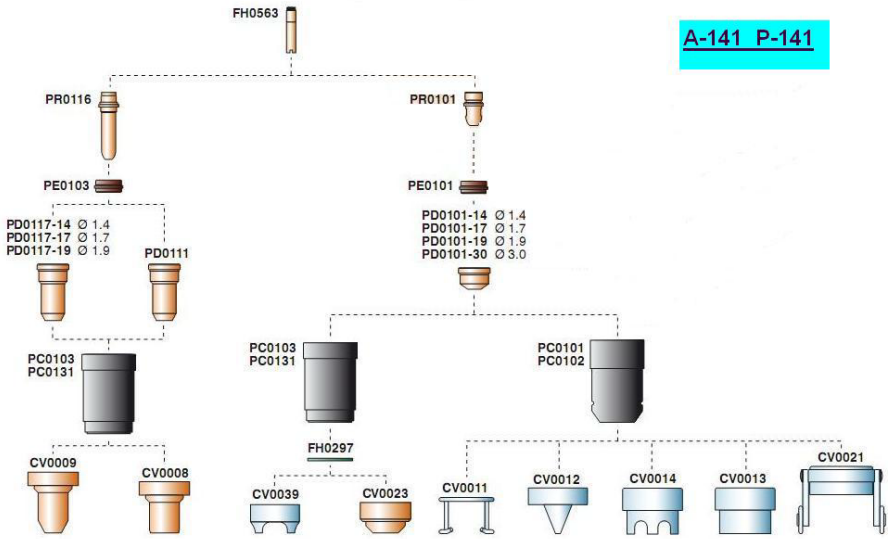 FH0563
A-141 P-141
PR0116
PR0101
PE0103
PE0101
PD0117-14 Ø 1.4
PD0117-17 Ø 1.7
PD0117-19 Ø 1.9
PD0111
PD0101-14 Ø 1.4
PD0101-17 Ø 1.7
PD0101-19 Ø 1.9
PD0101-30 Ø 3.0
PC0103
PC0131
PC0103
PC0131
PC0101
PC0102
FH0297
CV0009
CV0008
CV0039
CV0023
CV0011
CV0012
CV0014
CV0013
CV0021